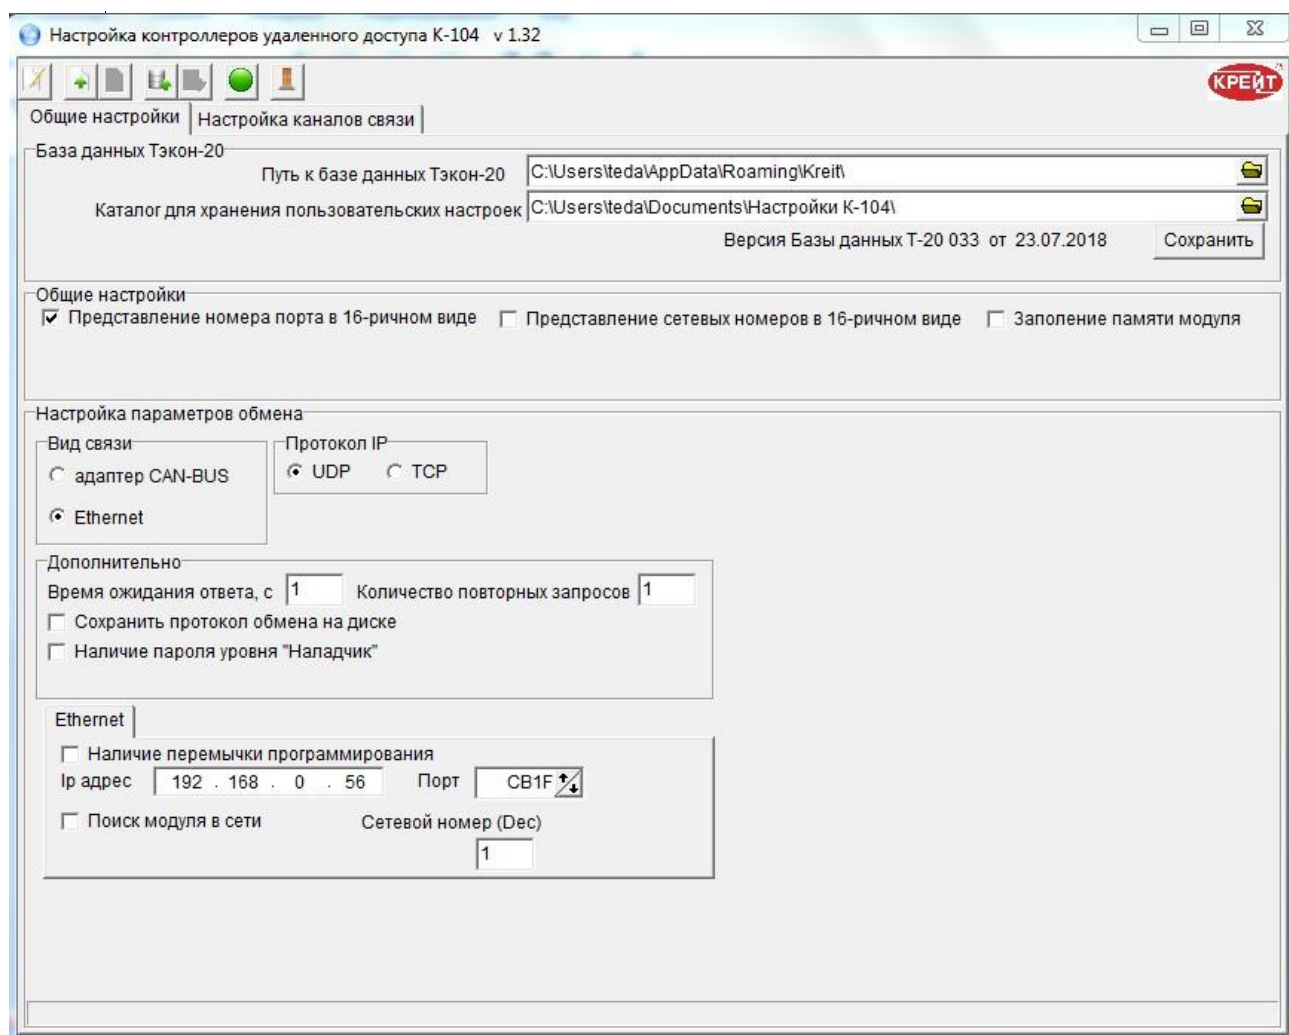 Настройка контроллеров удаленного доступа К-104 v 1.32
КРЕЙТ
Общие настройки Настройка каналов связи
База данных Тэкон-20
Путь к базе данных Тэкон-20 C:\Users\teda\AppData\Roaming\Kreit\
Каталог для хранения пользовательских настроек C:\Users\teda\Documents\Настройки К-104\
Версия Базы данных Т-20 033 от 23.07.2018 Сохранить
Общие настройки
Представление номера порта в 16-ричном виде Представление сетевых номеров в 16-ричном виде Заполение памяти модуля
Настройка параметров обмена
Вид связи Протокол IP
адаптер CAN-BUS UDP TCP
Ethernet
Дополнительно
Время ожидания ответа, с 1 Количество повторных запросов 1
Сохранить протокол обмена на диске
Наличие пароля уровня "Наладчик"
Ethernet
Наличие перемычки программирования
Ip адрес 192 . 168 . 0 . 56 Порт CB1F
Поиск модуля в сети Сетевой номер (Dec)
1